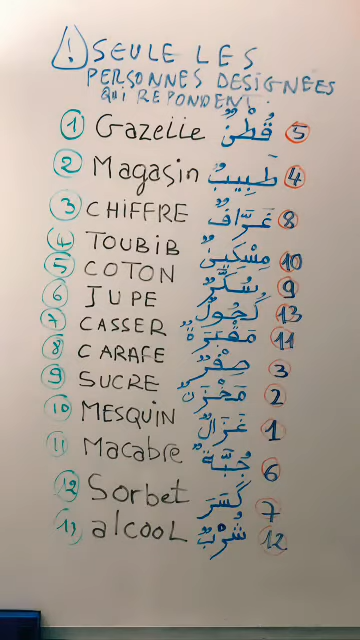 ! SEULE LES
PERSONNES DESIGNEES
QUI REPONDENT.
1 Gazelle قُطْنٌ 5
2 Magasin طَبِيبٌ 4
3 CHIFFRE غَرَّافٌ 8
4 TOUBIB مِسْكِينٌ 10
5 COTON سُكَّرٌ 9
6 JUPE كُحُولٌ 13
7 CASSER مَقْبَرَةٌ 11
8 CARAFE صِفْرٌ 3
9 SUCRE مَخْزَنٌ 2
10 MESQUIN غَزَالٌ 1
11 Macabre جُبَّةٌ 6
12 Sorbet كَسَرَ 7
13 alcool شُرْبٌ 12